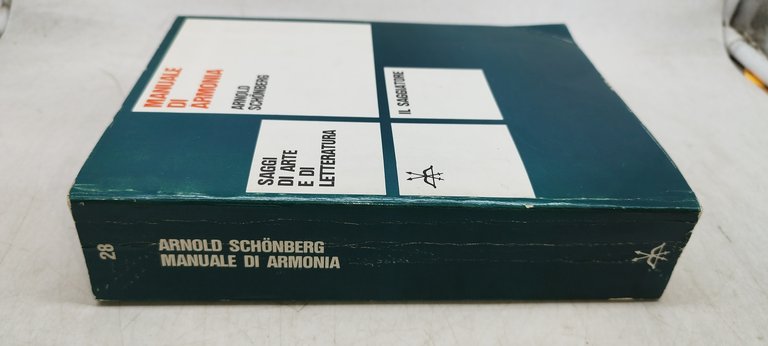 MANUALE
DI
ARMONIA
ARNOLD
SCHÖNBERG
SAGGI
DI ARTE
E DI
LETTERATURA
IL SAGGIATORE
28
ARNOLD SCHÖNBERG
MANUALE DI ARMONIA